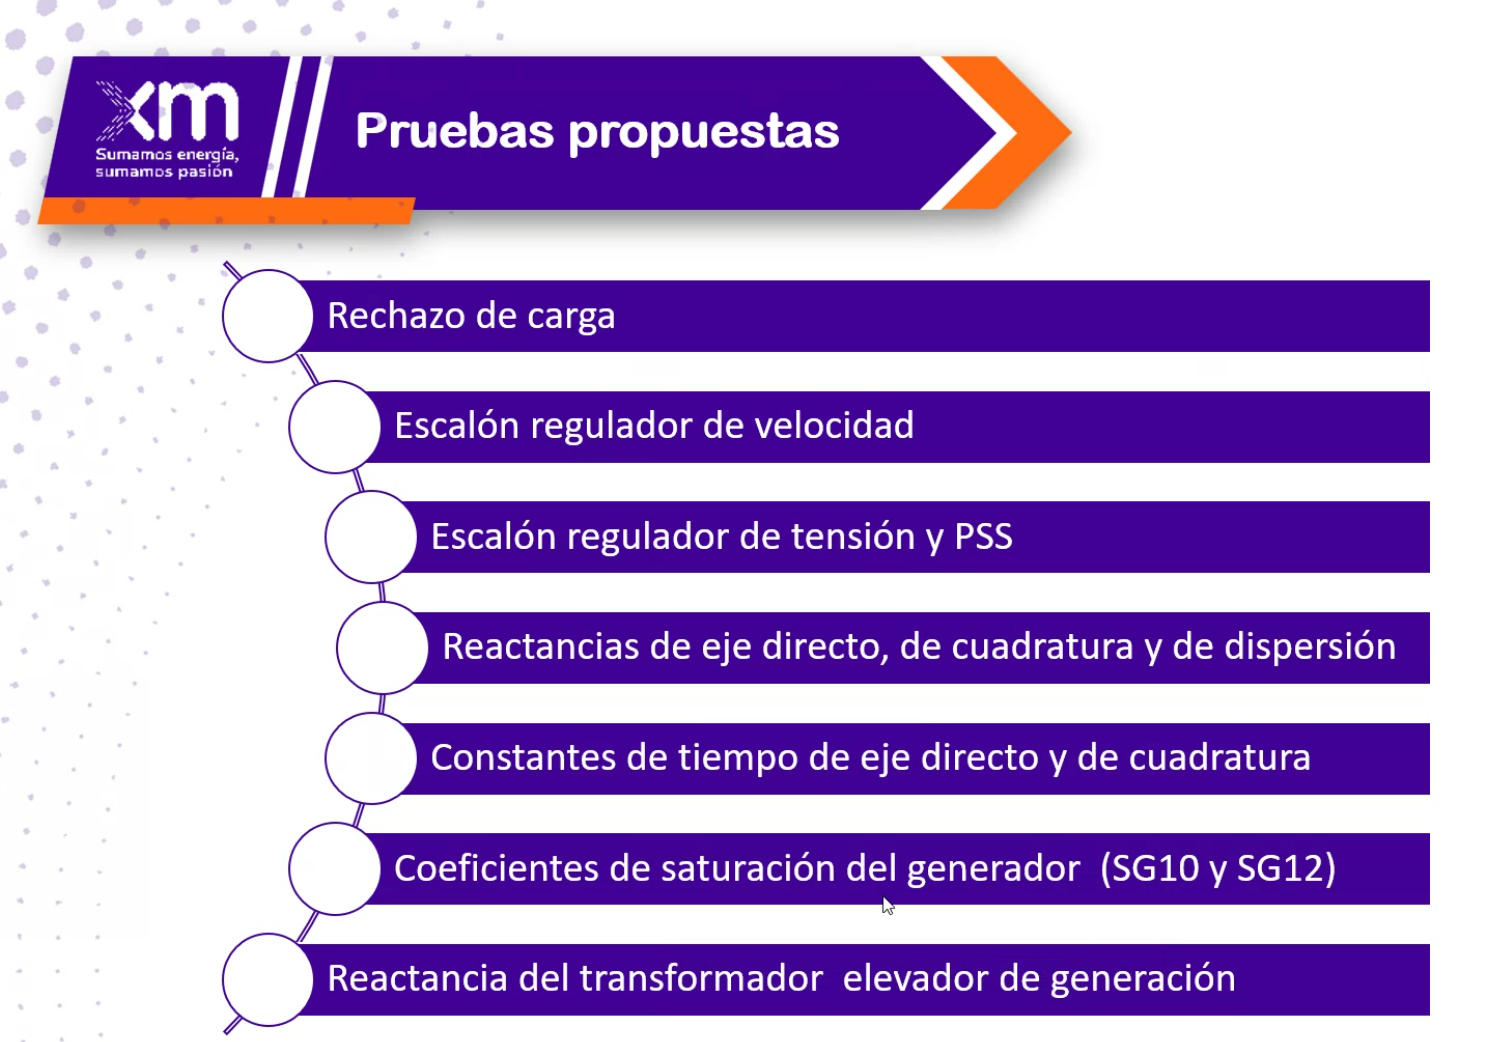 xm
Sumamos energía,
sumamos pasión
Pruebas propuestas
Rechazo de carga
Escalón regulador de velocidad
Escalón regulador de tensión y PSS
Reactancias de eje directo, de cuadratura y de dispersión
Constantes de tiempo de eje directo y de cuadratura
Coeficientes de saturación del generador (SG10 y SG12)
Reactancia del transformador elevador de generación